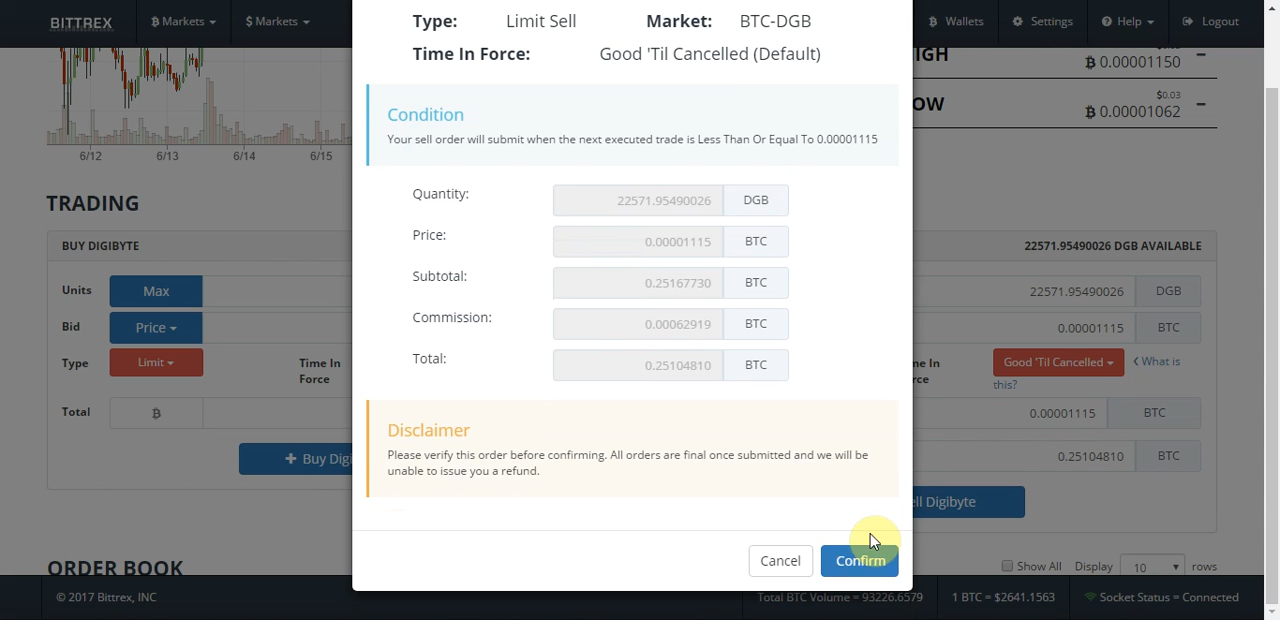 BITTREX
Ƀ Markets
$ Markets
Ƀ Wallets
Settings
Help
Logout
Type: Limit Sell Market: BTC-DGB
Time In Force: Good 'Til Cancelled (Default)
Condition
Your sell order will submit when the next executed trade is Less Than Or Equal To 0.00001115
Quantity: 22571.95490026 DGB
Price: 0.00001115 BTC
Subtotal: 0.25167730 BTC
Commission: 0.00062919 BTC
Total: 0.25104810 BTC
Disclaimer
Please verify this order before confirming. All orders are final once submitted and we will be
unable to issue you a refund.
Cancel Confirm
Ƀ 0.00001150
$0.03
Ƀ 0.00001062
6/12 6/13 6/14 6/15
TRADING
BUY DIGIBYTE
22571.95490026 DGB AVAILABLE
Units Max
Bid Price
Type Limit Time In
Force
Total Ƀ
+ Buy Digi
22571.95490026 DGB
0.00001115 BTC
Good 'Til Cancelled What is
this?
0.00001115 BTC
0.25104810 BTC
ell Digibyte
ORDER BOOK
Show All Display 10 rows
© 2017 Bittrex, INC
Total BTC Volume = 93226.6579
1 BTC = $2641.1563
Socket Status = Connected